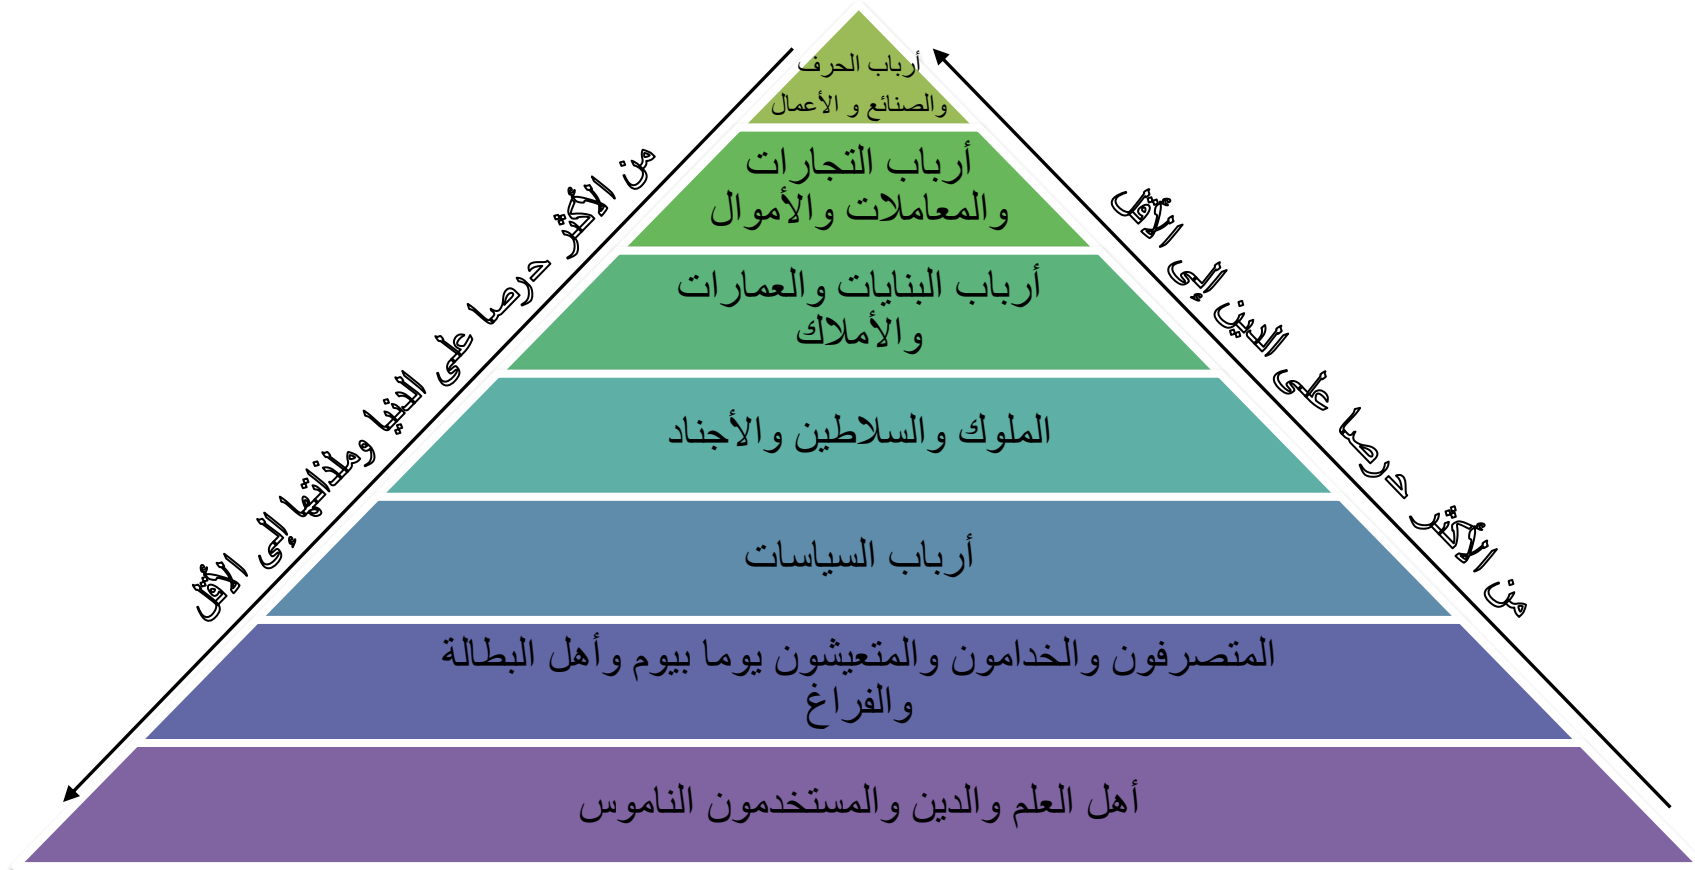 أرباب الحرف
والصنائع و الأعمال
أرباب التجارات
والمعاملات والأموال
أرباب البنايات والعمارات
والأملاك
الملوك والسلاطين والأجناد
أرباب السياسات
المتصرفون والخدامون والمتعيشون يوما بيوم وأهل البطالة
والفراغ
أهل العلم والدين والمستخدمون الناموس
من الأكثر حرصا على الدين إلى الأقل
من الأكثر حرصا على الدنيا وملذاتها إلى الأقل